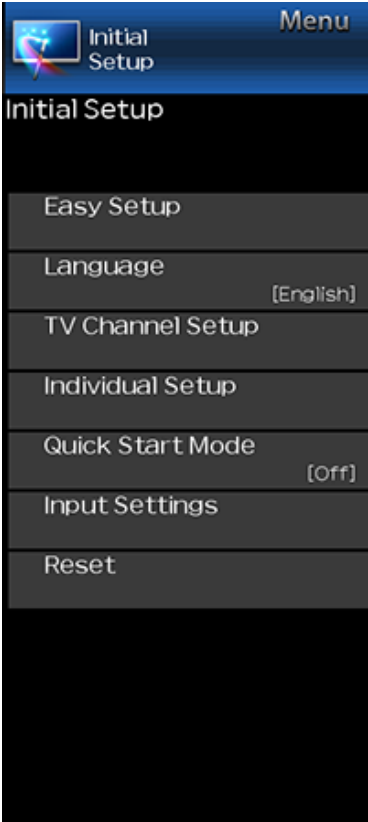 Menu
Initial
Setup
Initial Setup
Easy Setup
Language
[English]
TV Channel Setup
Individual Setup
Quick Start Mode
[Off]
Input Settings
Reset